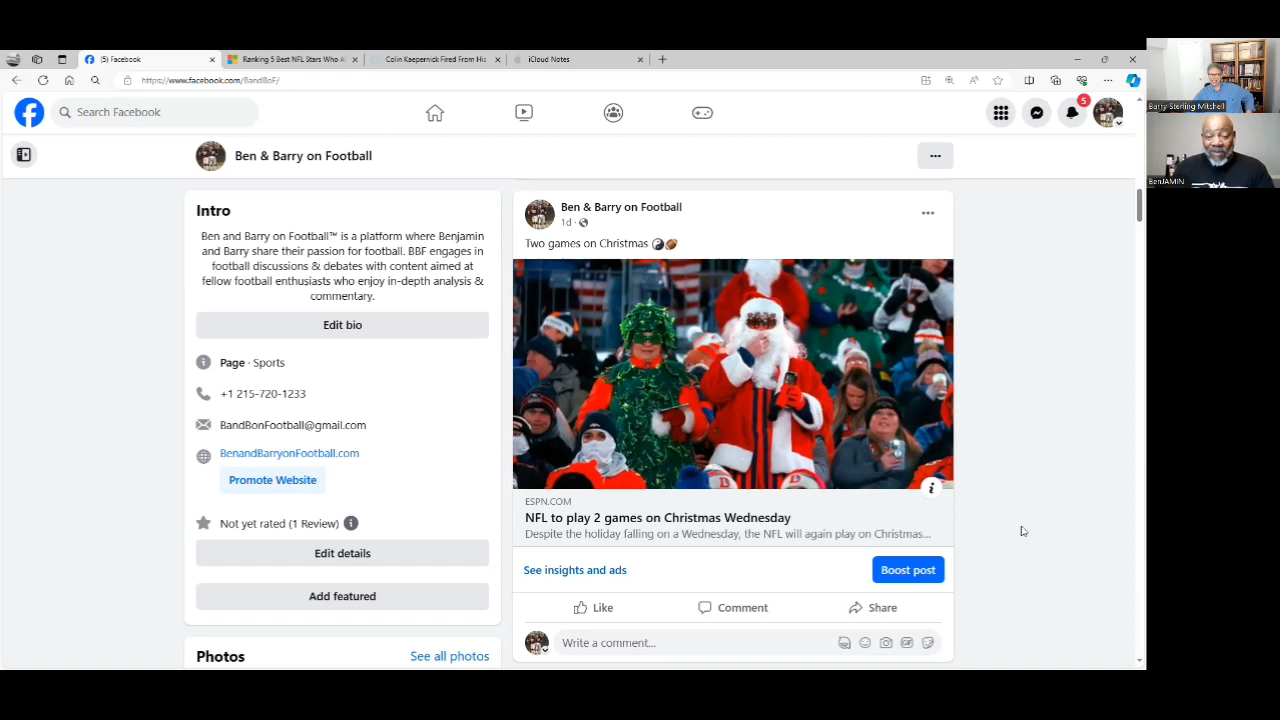 (5) Facebook
Ranking 5 Best NFL Stars Who A
Colin Kaepernick Fired From His
iCloud Notes
https://www.facebook.com/BandBoF/
Search Facebook
5
Barry Sterling Mitchell
BenJAMIN
Ben & Barry on Football
Intro
Ben and Barry on Football™ is a platform where Benjamin
and Barry share their passion for football. BBF engages in
football discussions & debates with content aimed at
fellow football enthusiasts who enjoy in-depth analysis &
commentary.
Edit bio
Page · Sports
+1 215-720-1233
BandBonFootball@gmail.com
BenandBarryonFootball.com
Promote Website
Not yet rated (1 Review)
Edit details
Add featured
Photos
See all photos
Ben & Barry on Football
1d ·
Two games on Christmas
ESPN.COM
NFL to play 2 games on Christmas Wednesday
Despite the holiday falling on a Wednesday, the NFL will again play on Christmas...
See insights and ads
Boost post
Like
Comment
Share
Write a comment...
GIF